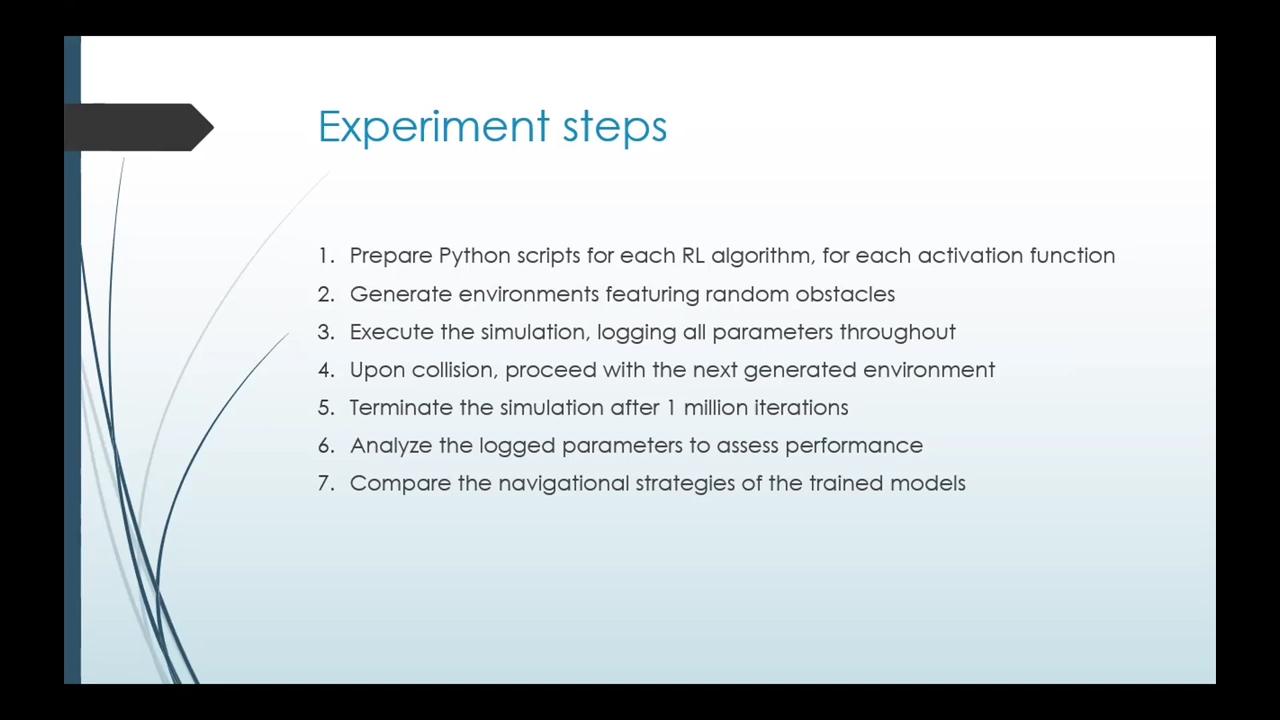 Experiment steps
1. Prepare Python scripts for each RL algorithm, for each activation function
2. Generate environments featuring random obstacles
3. Execute the simulation, logging all parameters throughout
4. Upon collision, proceed with the next generated environment
5. Terminate the simulation after 1 million iterations
6. Analyze the logged parameters to assess performance
7. Compare the navigational strategies of the trained models